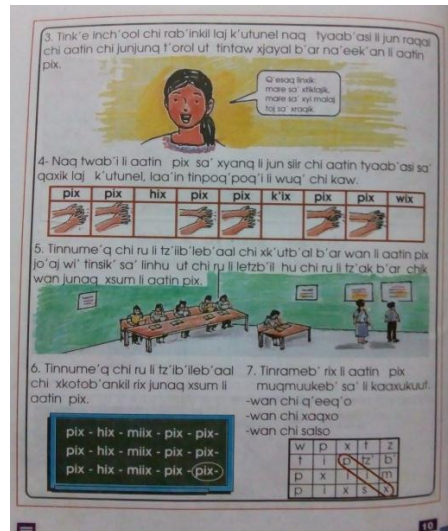 3. Tink'e inch'ool chi rab'inkil laj k'utunel naq tyaab'asi li jun raqal
chi aatin chi junjunq t'orol ut tintaw xjayal b'ar na'eek'an li aatin
pix.
Q'esaq linxik:
mare sa' xtiklajik,
mare sa' xyi malaj
toj sa' xraqik.
4- Naq twab'i li aatin pix sa' xyanq li jun siir chi aatin tyaab'asi sa'
qaxik laj k'utunel, laa'in tinpoq'poq'i li wuq' chi kaw.
pix pix hix pix pix k'ix pix pix wix
5. Tinnume'q chi ru li tz'iib'leb'aal chi xk'utb'al b'ar wan li aatin pix
jo'aj wi' tinsik' sa' linhu ut chi ru li letzb'il hu chi ru li tz'ak b'ar chik
wan junaq xsum li aatin pix.
6. Tinnume'q chi ru li tz'ib'ileb'aal
chi xkotob'ankil rix junaq xsum li
aatin pix.
pix - hix - miix - pix - pix-
pix - hix - miix - pix - pix-
pix - hix - miix - pix - pix-
7. Tinrameb' rix li aatin pix
muqmuukeb' sa' li kaaxukuut.
-wan chi q'eeq'o
-wan chi xaqxo
-wan chi salso
w p x t z
t i p tz' b'
p x i i m
p i x s x
19